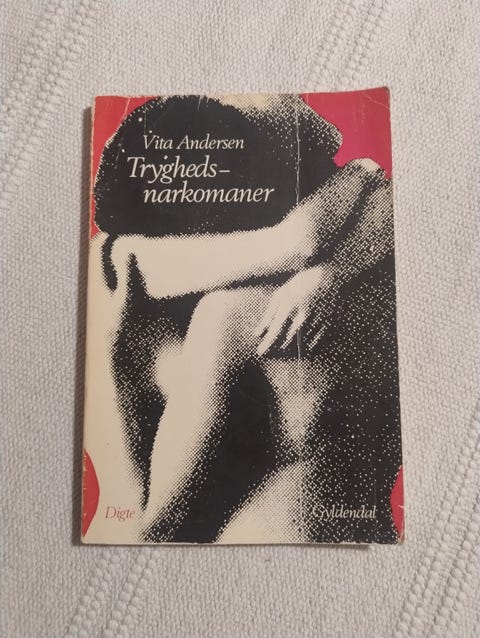 Vita Andersen
Trygheds-
narkomaner
Digte
Gyldendal